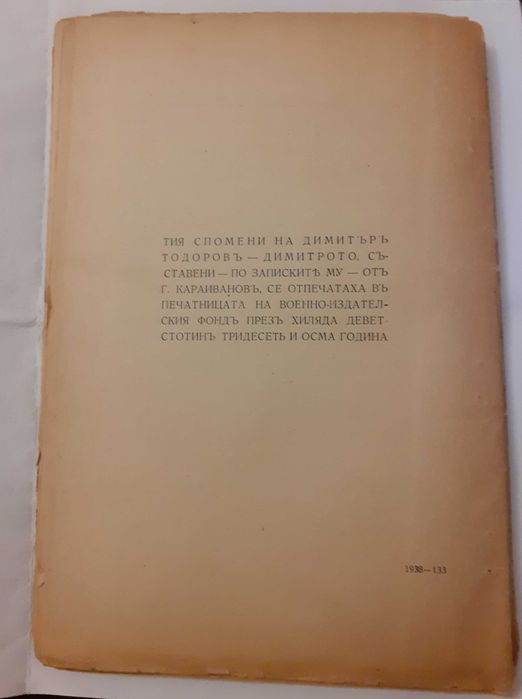 ТИЯ СПОМЕНИ НА ДИМИТЪРЪ
ТОДОРОВЪ — ДИМИТРОТО, СЪ-
СТАВЕНИ — ПО ЗАПИСКИТѢ МУ — ОТЪ
Г. КАРАИВАНОВЪ, СЕ ОТПЕЧАТАХА ВЪ
ПЕЧАТНИЦАТА НА ВОЕННО-ИЗДАТЕЛ-
СКИЯ ФОНДЪ ПРЕЗЪ ХИЛЯДА ДЕВЕТ-
СТОТИНЪ ТРИДЕСЕТЬ И ОСМА ГОДИНА
1938—133